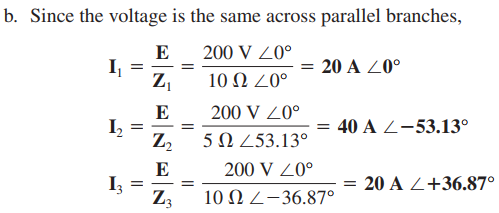 b. Since the voltage is the same across parallel branches,
I₁ = E / Z₁ = 200 V ∠0° / 10 Ω ∠0° = 20 A ∠0°
I₂ = E / Z₂ = 200 V ∠0° / 5 Ω ∠53.13° = 40 A ∠−53.13°
I₃ = E / Z₃ = 200 V ∠0° / 10 Ω ∠−36.87° = 20 A ∠+36.87°